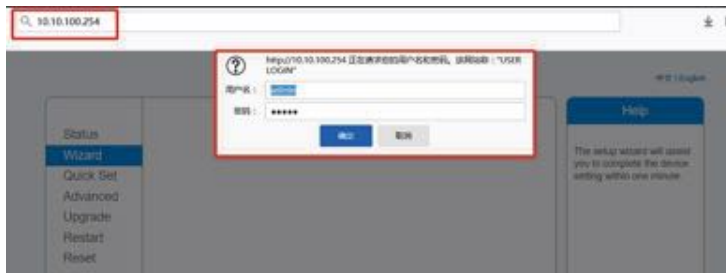 10.10.100.254
http://10.10.100.254 正在请求您的用户名和密码。该网站称："USER LOGIN"
用户名：
密码： •••••
确定 取消
中文 | English
Help
Status
Wizard
Quick Set
Advanced
Upgrade
Restart
Reset
The setup wizard will assist
you to complete the device
setting within one minute.